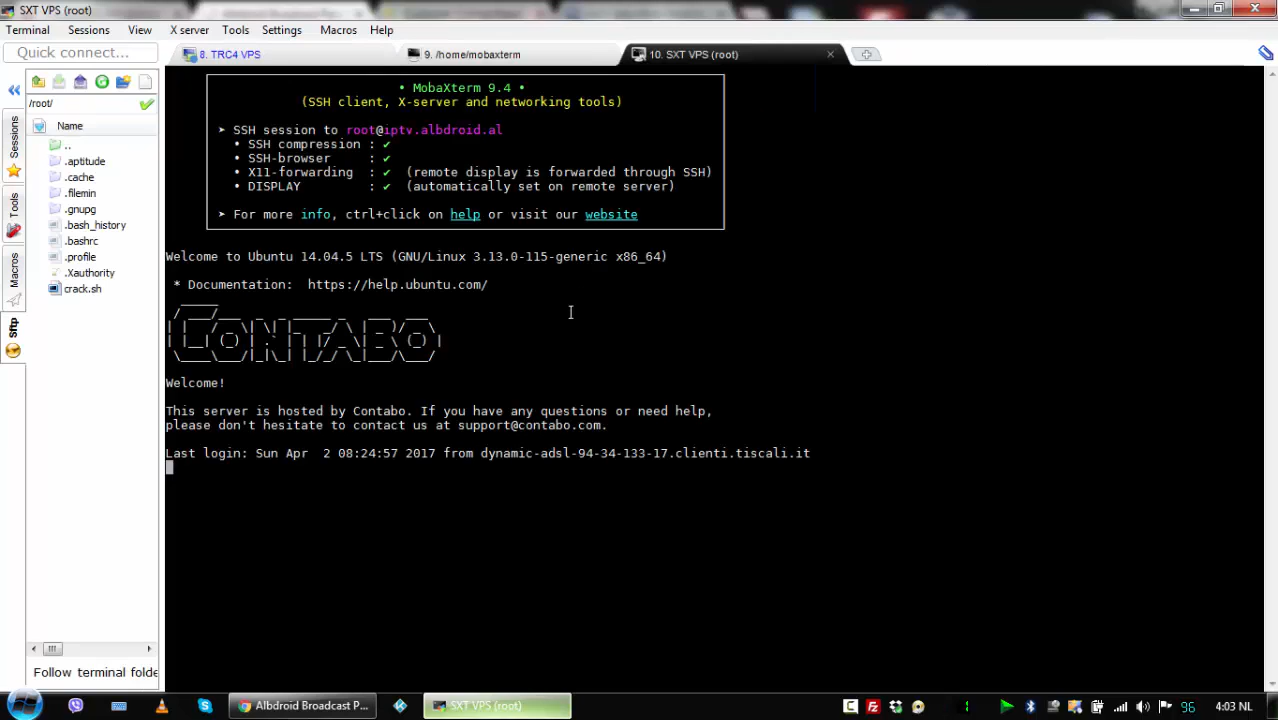 SXT VPS (root)
Terminal Sessions View X server Tools Settings Macros Help
Quick connect...
8. TRC4 VPS
9. /home/mobaxterm
10. SXT VPS (root)
/root/
Name
..
.aptitude
.cache
.filemin
.gnupg
.bash_history
.bashrc
.profile
.Xauthority
crack.sh
Sessions
Tools
Macros
Sftp
• MobaXterm 9.4 •
(SSH client, X-server and networking tools)
➤ SSH session to root@iptv.albdroid.al
• SSH compression : ✔
• SSH-browser : ✔
• X11-forwarding : ✔ (remote display is forwarded through SSH)
• DISPLAY : ✔ (automatically set on remote server)
➤ For more info, ctrl+click on help or visit our website
Welcome to Ubuntu 14.04.5 LTS (GNU/Linux 3.13.0-115-generic x86_64)
* Documentation: https://help.ubuntu.com/
CONTABO
Welcome!
This server is hosted by Contabo. If you have any questions or need help,
please don't hesitate to contact us at support@contabo.com.
Last login: Sun Apr 2 08:24:57 2017 from dynamic-adsl-94-34-133-17.clienti.tiscali.it
Follow terminal folde
Albdroid Broadcast P...
SXT VPS (root)
1
96
4:03 NL